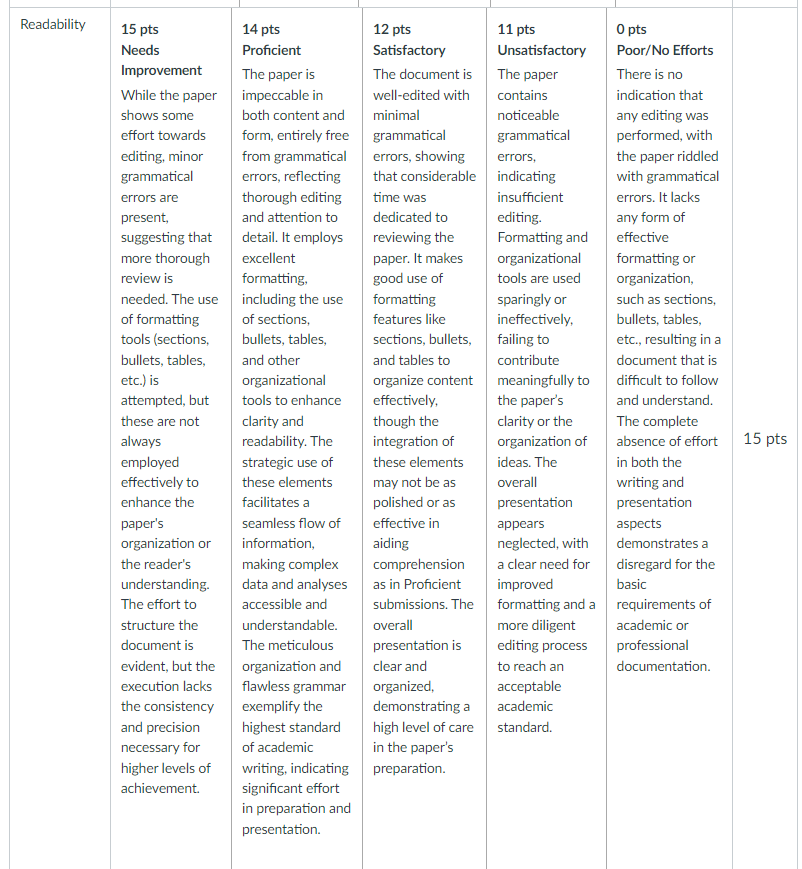 Readability
15 pts
Needs
Improvement
While the paper
shows some
effort towards
editing, minor
grammatical
errors are
present,
suggesting that
more thorough
review is
needed. The use
of formatting
tools (sections,
bullets, tables,
etc.) is
attempted, but
these are not
always
employed
effectively to
enhance the
paper's
organization or
the reader's
understanding.
The effort to
structure the
document is
evident, but the
execution lacks
the consistency
and precision
necessary for
higher levels of
achievement.
14 pts
Proficient
The paper is
impeccable in
both content and
form, entirely free
from grammatical
errors, reflecting
thorough editing
and attention to
detail. It employs
excellent
formatting,
including the use
of sections,
bullets, tables,
and other
organizational
tools to enhance
clarity and
readability. The
strategic use of
these elements
facilitates a
seamless flow of
information,
making complex
data and analyses
accessible and
understandable.
The meticulous
organization and
flawless grammar
exemplify the
highest standard
of academic
writing, indicating
significant effort
in preparation and
presentation.
12 pts
Satisfactory
The document is
well-edited with
minimal
grammatical
errors, showing
that considerable
time was
dedicated to
reviewing the
paper. It makes
good use of
formatting
features like
sections, bullets,
and tables to
organize content
effectively,
though the
integration of
these elements
may not be as
polished or as
effective in
aiding
comprehension
as in Proficient
submissions. The
overall
presentation is
clear and
organized,
demonstrating a
high level of care
in the paper's
preparation.
11 pts
Unsatisfactory
The paper
contains
noticeable
grammatical
errors,
indicating
insufficient
editing.
Formatting and
organizational
tools are used
sparingly or
ineffectively,
failing to
contribute
meaningfully to
the paper's
clarity or the
organization of
ideas. The
overall
presentation
appears
neglected, with
a clear need for
improved
formatting and a
more diligent
editing process
to reach an
acceptable
academic
standard.
0 pts
Poor/No Efforts
There is no
indication that
any editing was
performed, with
the paper riddled
with grammatical
errors. It lacks
any form of
effective
formatting or
organization,
such as sections,
bullets, tables,
etc., resulting in a
document that is
difficult to follow
and understand.
The complete
absence of effort
in both the
writing and
presentation
aspects
demonstrates a
disregard for the
basic
requirements of
academic or
professional
documentation.
15 pts